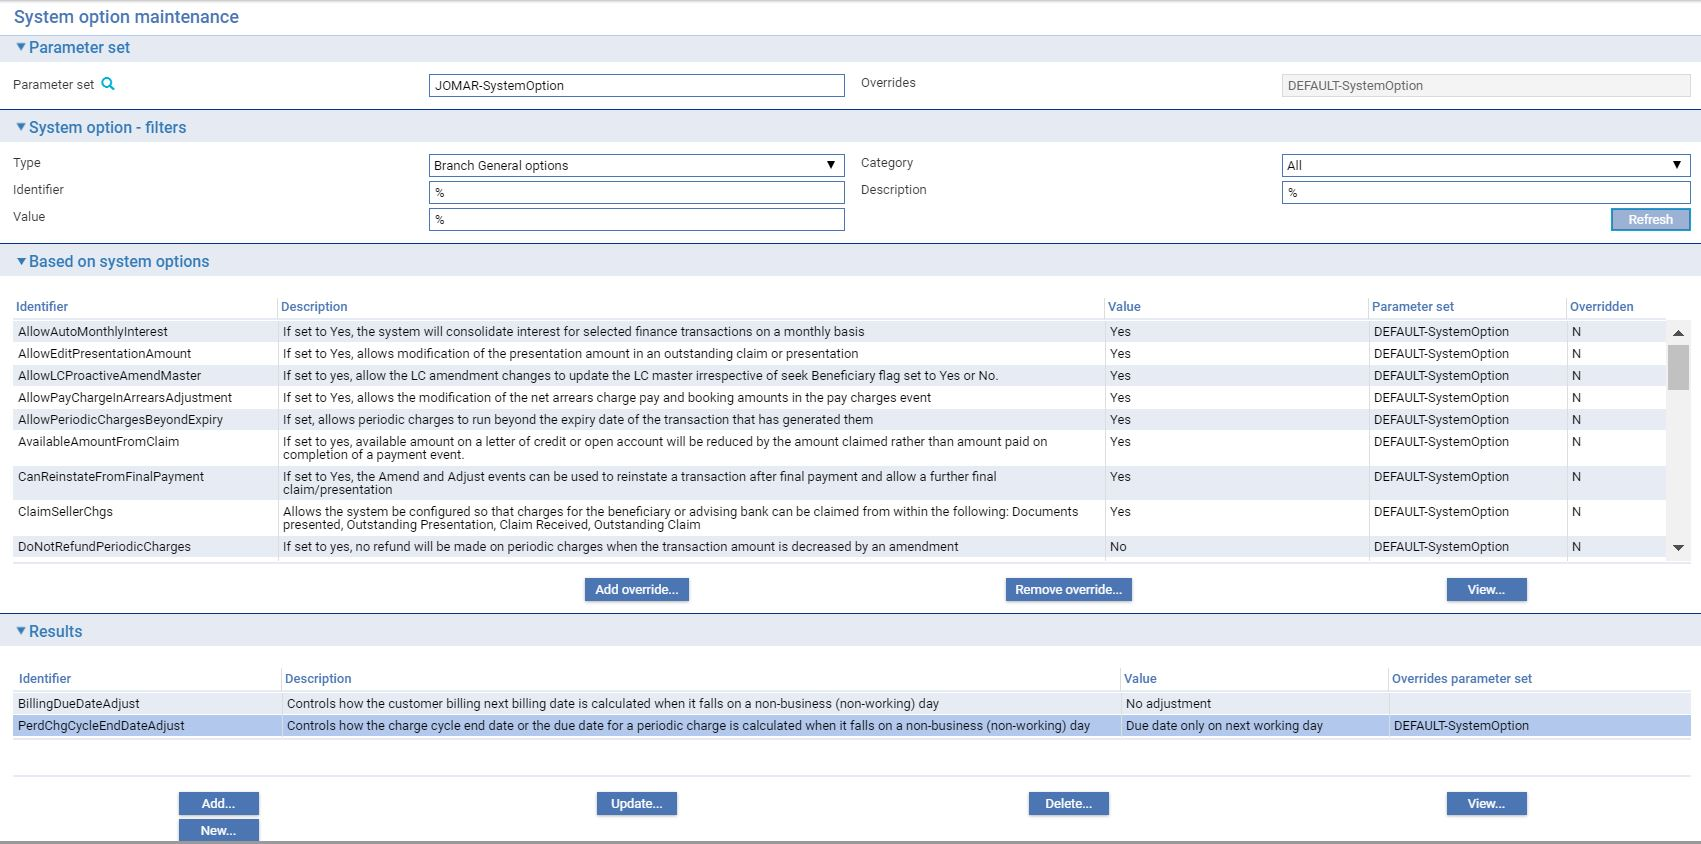 System option maintenance
Parameter set
Parameter set JOMAR-SystemOption Overrides DEFAULT-SystemOption
System option - filters
Type Branch General options Category All
Identifier % Description %
Value % Refresh
Based on system options
Identifier Description Value Parameter set Overridden
AllowAutoMonthlyInterest If set to Yes, the system will consolidate interest for selected finance transactions on a monthly basis Yes DEFAULT-SystemOption N
AllowEditPresentationAmount If set to Yes, allows modification of the presentation amount in an outstanding claim or presentation Yes DEFAULT-SystemOption N
AllowLCProactiveAmendMaster If set to yes, allow the LC amendment changes to update the LC master irrespective of seek Beneficiary flag set to Yes or No. Yes DEFAULT-SystemOption N
AllowPayChargeInArrearsAdjustment If set to Yes, allows the modification of the net arrears charge pay and booking amounts in the pay charges event Yes DEFAULT-SystemOption N
AllowPeriodicChargesBeyondExpiry If set, allows periodic charges to run beyond the expiry date of the transaction that has generated them Yes DEFAULT-SystemOption N
AvailableAmountFromClaim If set to yes, available amount on a letter of credit or open account will be reduced by the amount claimed rather than amount paid on Yes DEFAULT-SystemOption N
completion of a payment event.
CanReinstateFromFinalPayment If set to Yes, the Amend and Adjust events can be used to reinstate a transaction after final payment and allow a further final Yes DEFAULT-SystemOption N
claim/presentation
ClaimSellerChgs Allows the system be configured so that charges for the beneficiary or advising bank can be claimed from within the following: Documents Yes DEFAULT-SystemOption N
presented, Outstanding Presentation, Claim Received, Outstanding Claim
DoNotRefundPeriodicCharges If set to yes, no refund will be made on periodic charges when the transaction amount is decreased by an amendment No DEFAULT-SystemOption N
Add override... Remove override... View...
Results
Identifier Description Value Overrides parameter set
BillingDueDateAdjust Controls how the customer billing next billing date is calculated when it falls on a non-business (non-working) day No adjustment
PerdChgCycleEndDateAdjust Controls how the charge cycle end date or the due date for a periodic charge is calculated when it falls on a non-business (non-working) day Due date only on next working day DEFAULT-SystemOption
Add... Update... Delete... View...
New...